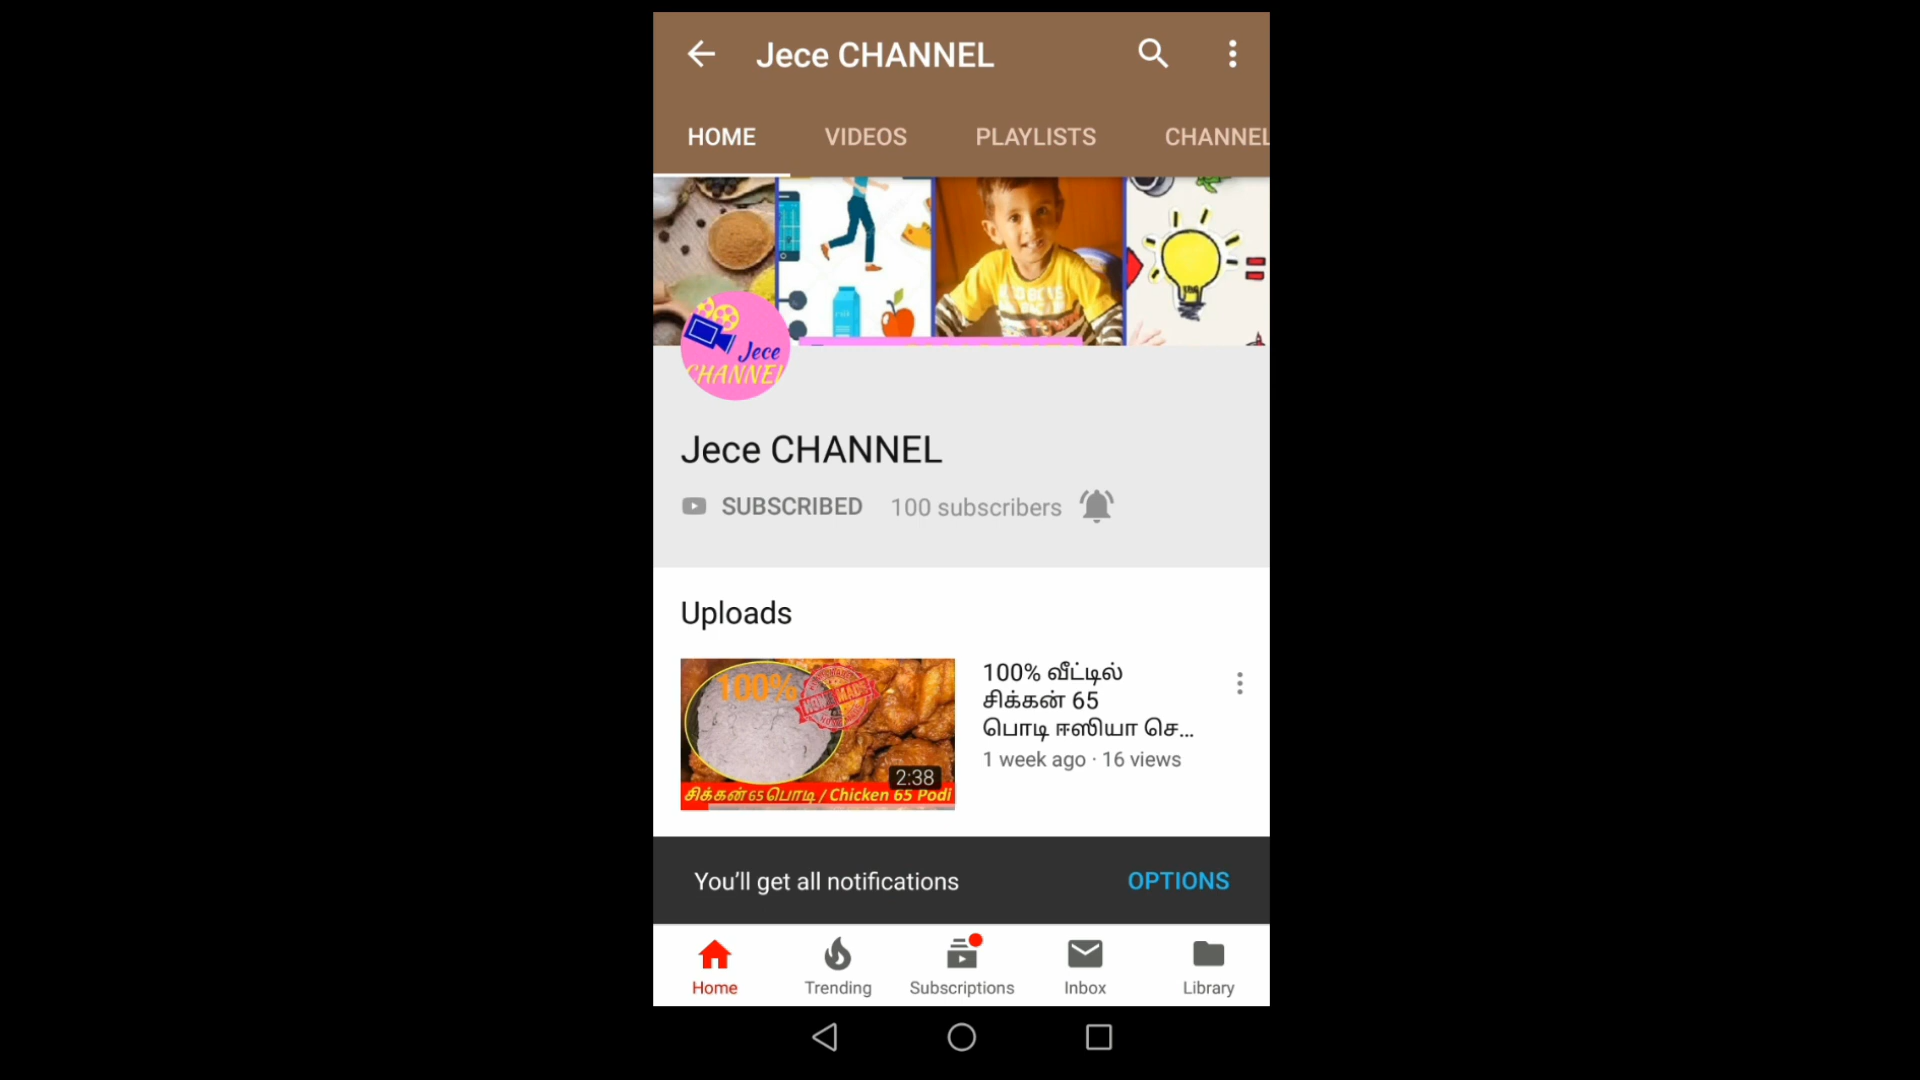 Jece CHANNEL
HOME VIDEOS PLAYLISTS CHANNEL
Jece
CHANNEL
Jece CHANNEL
SUBSCRIBED 100 subscribers
Uploads
100%
HOME MADE
2:38
சிக்கன் 65 பொடி / Chicken 65 Podi
100% வீட்டில்
சிக்கன் 65
பொடி ஈஸியா செ...
1 week ago · 16 views
You'll get all notifications OPTIONS
Home Trending Subscriptions Inbox Library